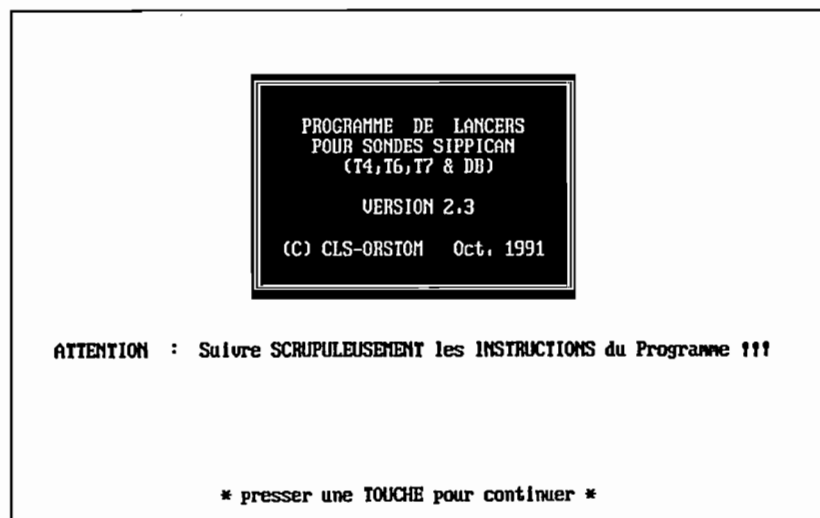 PROGRAMME DE LANCERS
POUR SONDES SIPPICAN
(T4,T6,T7 & DB)
VERSION 2.3
(C) CLS-ORSTOM Oct. 1991
ATTENTION : Suivre SCRUPULEUSEMENT les INSTRUCTIONS du Programme !!!
* presser une TOUCHE pour continuer *